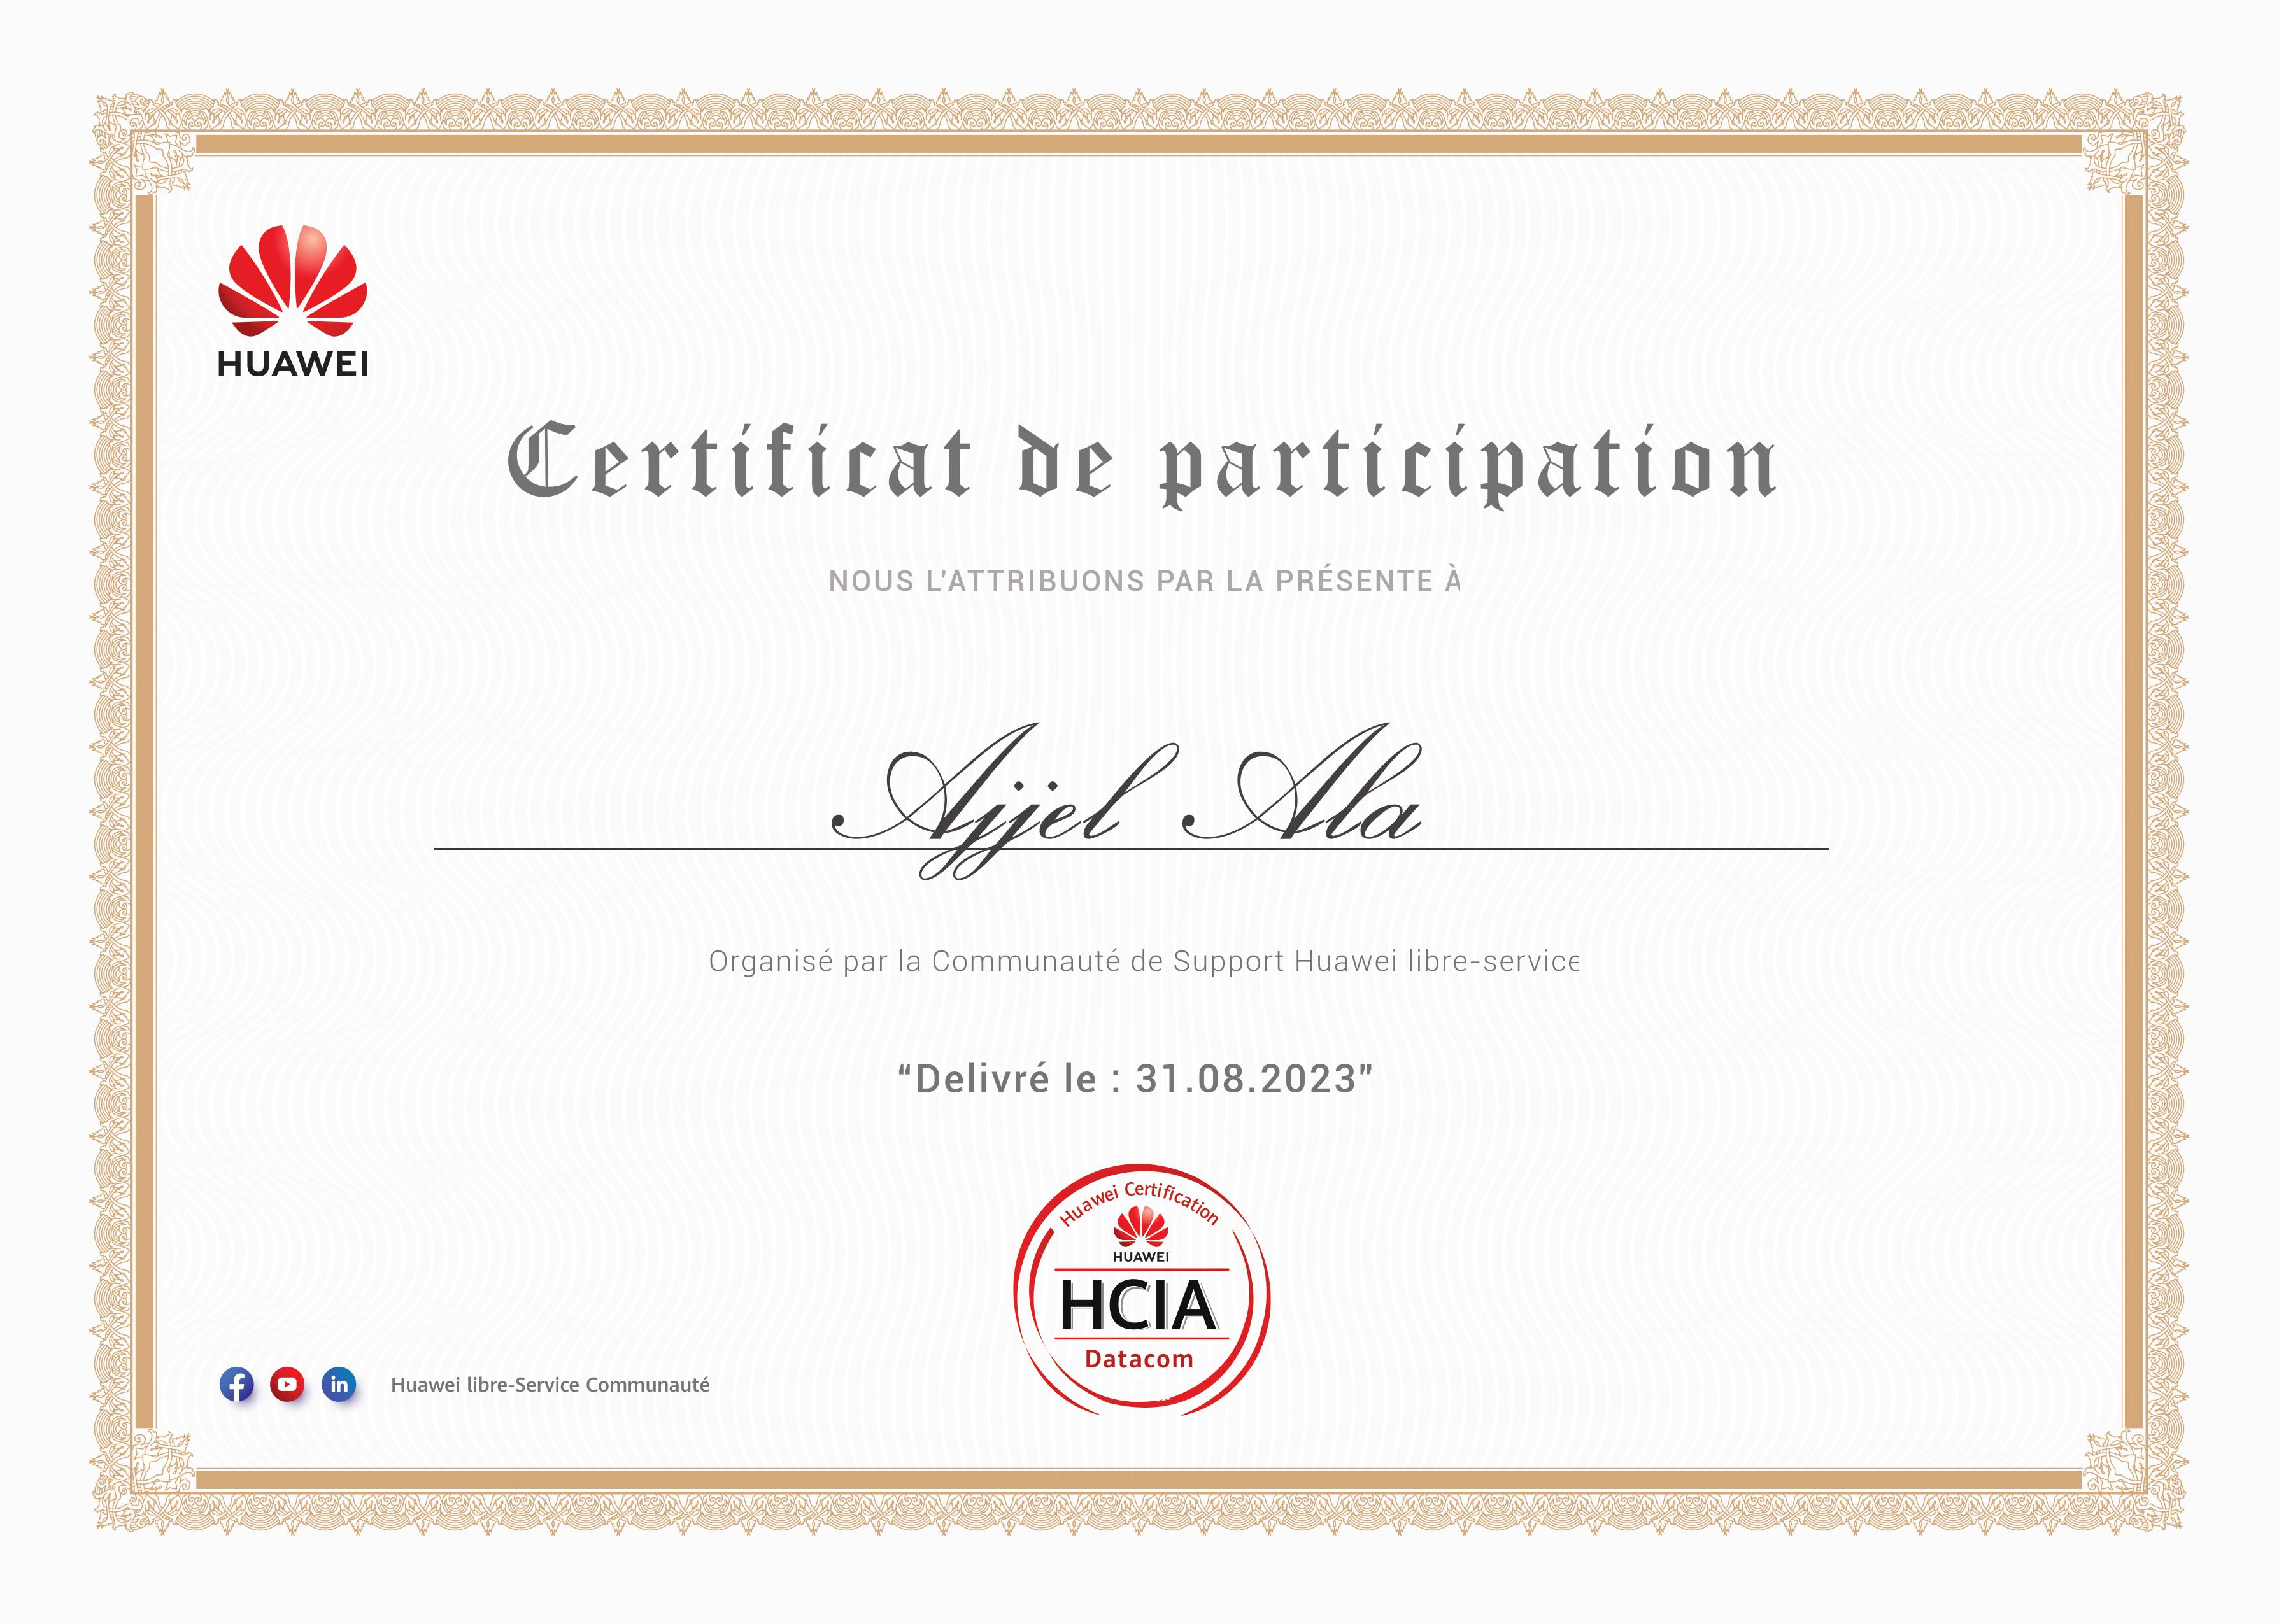 HUAWEI
Certificat de participation
NOUS L'ATTRIBUONS PAR LA PRÉSENTE À
Ajjel Ala
Organisé par la Communauté de Support Huawei libre-service
“Delivré le : 31.08.2023”
Huawei Certification
HUAWEI
HCIA
Datacom
Huawei libre-Service Communauté